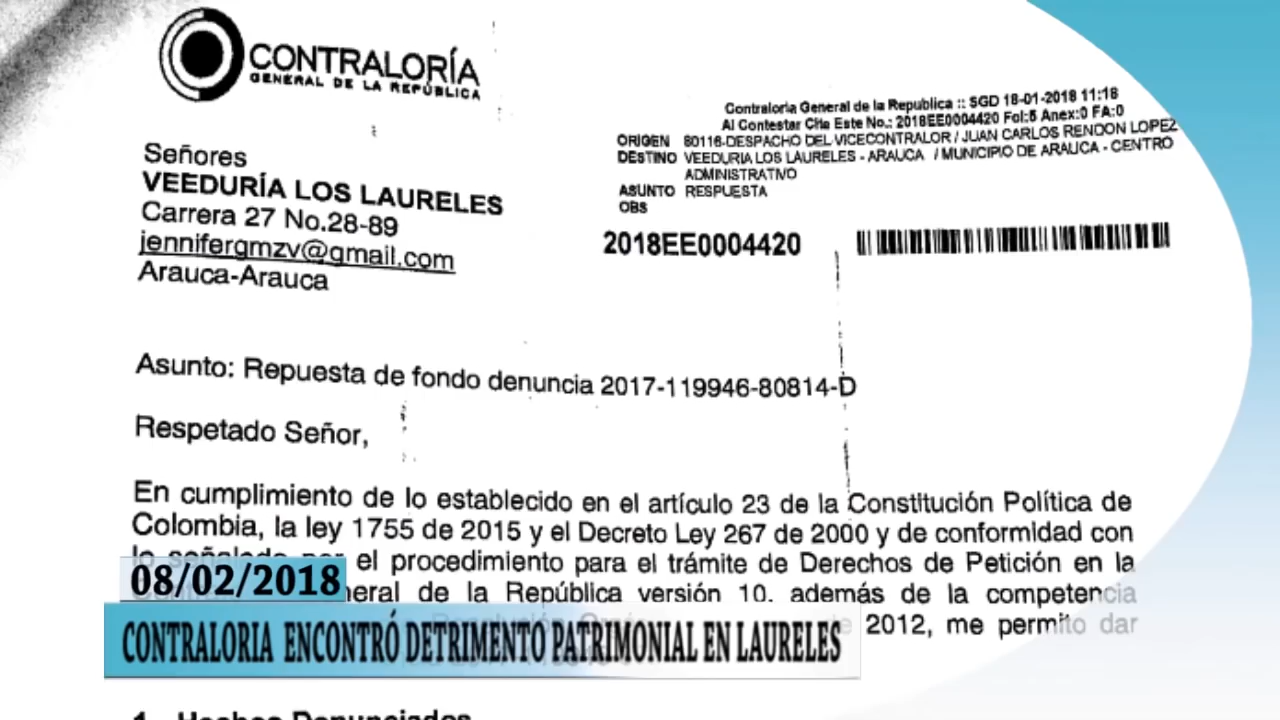 CONTRALORÍA
GENERAL DE LA REPÚBLICA
Contraloria General de la Republica :: SGD 18-01-2018 11:18
Al Contestar Cite Este No.: 2018EE0004420 Fol:5 Anex:0 FA:0
ORIGEN 80116-DESPACHO DEL VICECONTRALOR / JUAN CARLOS RENDON LOPEZ
DESTINO VEEDURIA LOS LAURELES - ARAUCA / MUNICIPIO DE ARAUCA - CENTRO
ADMINISTRATIVO
ASUNTO RESPUESTA
OBS
2018EE0004420
Señores
VEEDURÍA LOS LAURELES
Carrera 27 No.28-89
jennifergmzv@gmail.com
Arauca-Arauca
Asunto: Repuesta de fondo denuncia 2017-119946-80814-D
Respetado Señor,
En cumplimiento de lo establecido en el artículo 23 de la Constitución Política de
Colombia, la ley 1755 de 2015 y el Decreto Ley 267 de 2000 y de conformidad con
lo señalado por el procedimiento para el trámite de Derechos de Petición en la
neral de la República versión 10, además de la competencia
de 2012, me permito dar
08/02/2018
CONTRALORIA ENCONTRÓ DETRIMENTO PATRIMONIAL EN LAURELES
1. Hechos Denunciados